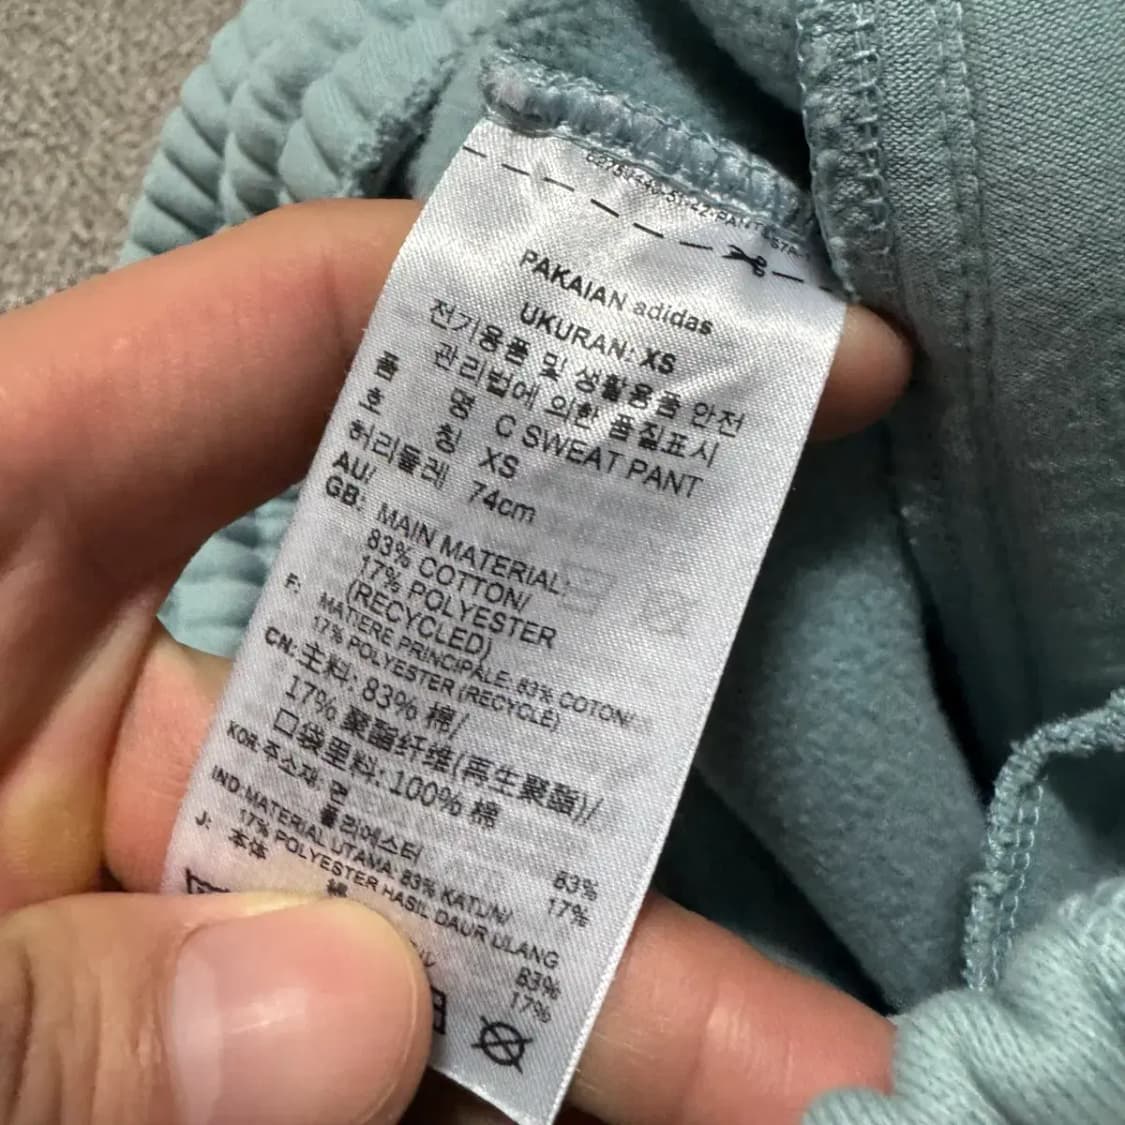 PAKAIAN adidas
UKURAN: XS
전기용품 및 생활용품 안전
관리법에 의한 품질표시
품 명 C SWEAT PANT
호 칭 XS
허리둘레 74cm
AU/
GB: MAIN MATERIAL:
83% COTTON/
17% POLYESTER
(RECYCLED)
F: MATIERE PRINCIPALE: 83% COTON/
17% POLYESTER (RECYCLE)
CN: 主料: 83% 棉/
17% 聚酯纤维(再生聚酯)/
口袋里料: 100% 棉
KOR 주소재 면 83%
폴리에스터 17%
IND MATERIAL UTAMA: 83% KATUN/
17% POLYESTER HASIL DAUR ULANG
J: 本体 綿 83%
17%